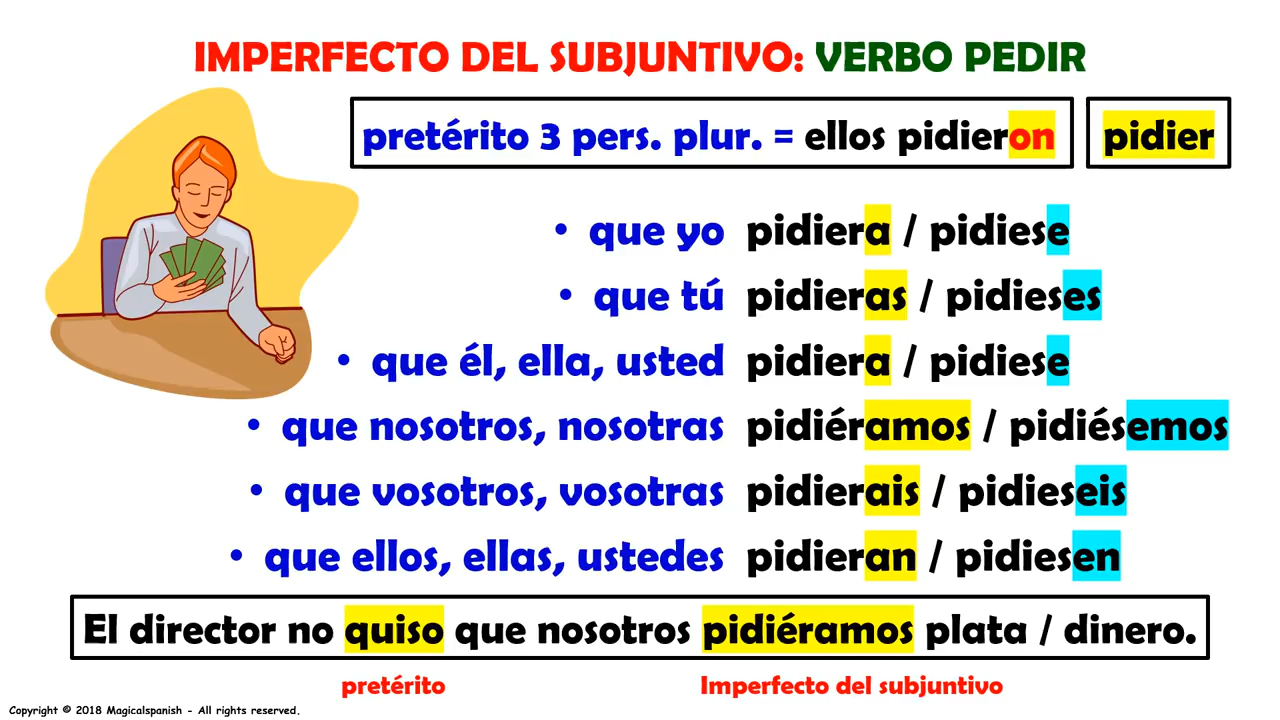 IMPERFECTO DEL SUBJUNTIVO: VERBO PEDIR
pretérito 3 pers. plur. = ellos pidieron
pidier
• que yo pidiera / pidiese
• que tú pidieras / pidieses
• que él, ella, usted pidiera / pidiese
• que nosotros, nosotras pidiéramos / pidiésemos
• que vosotros, vosotras pidierais / pidieseis
• que ellos, ellas, ustedes pidieran / pidiesen
El director no quiso que nosotros pidiéramos plata / dinero.
pretérito Imperfecto del subjuntivo
Copyright © 2018 Magicalspanish - All rights reserved.